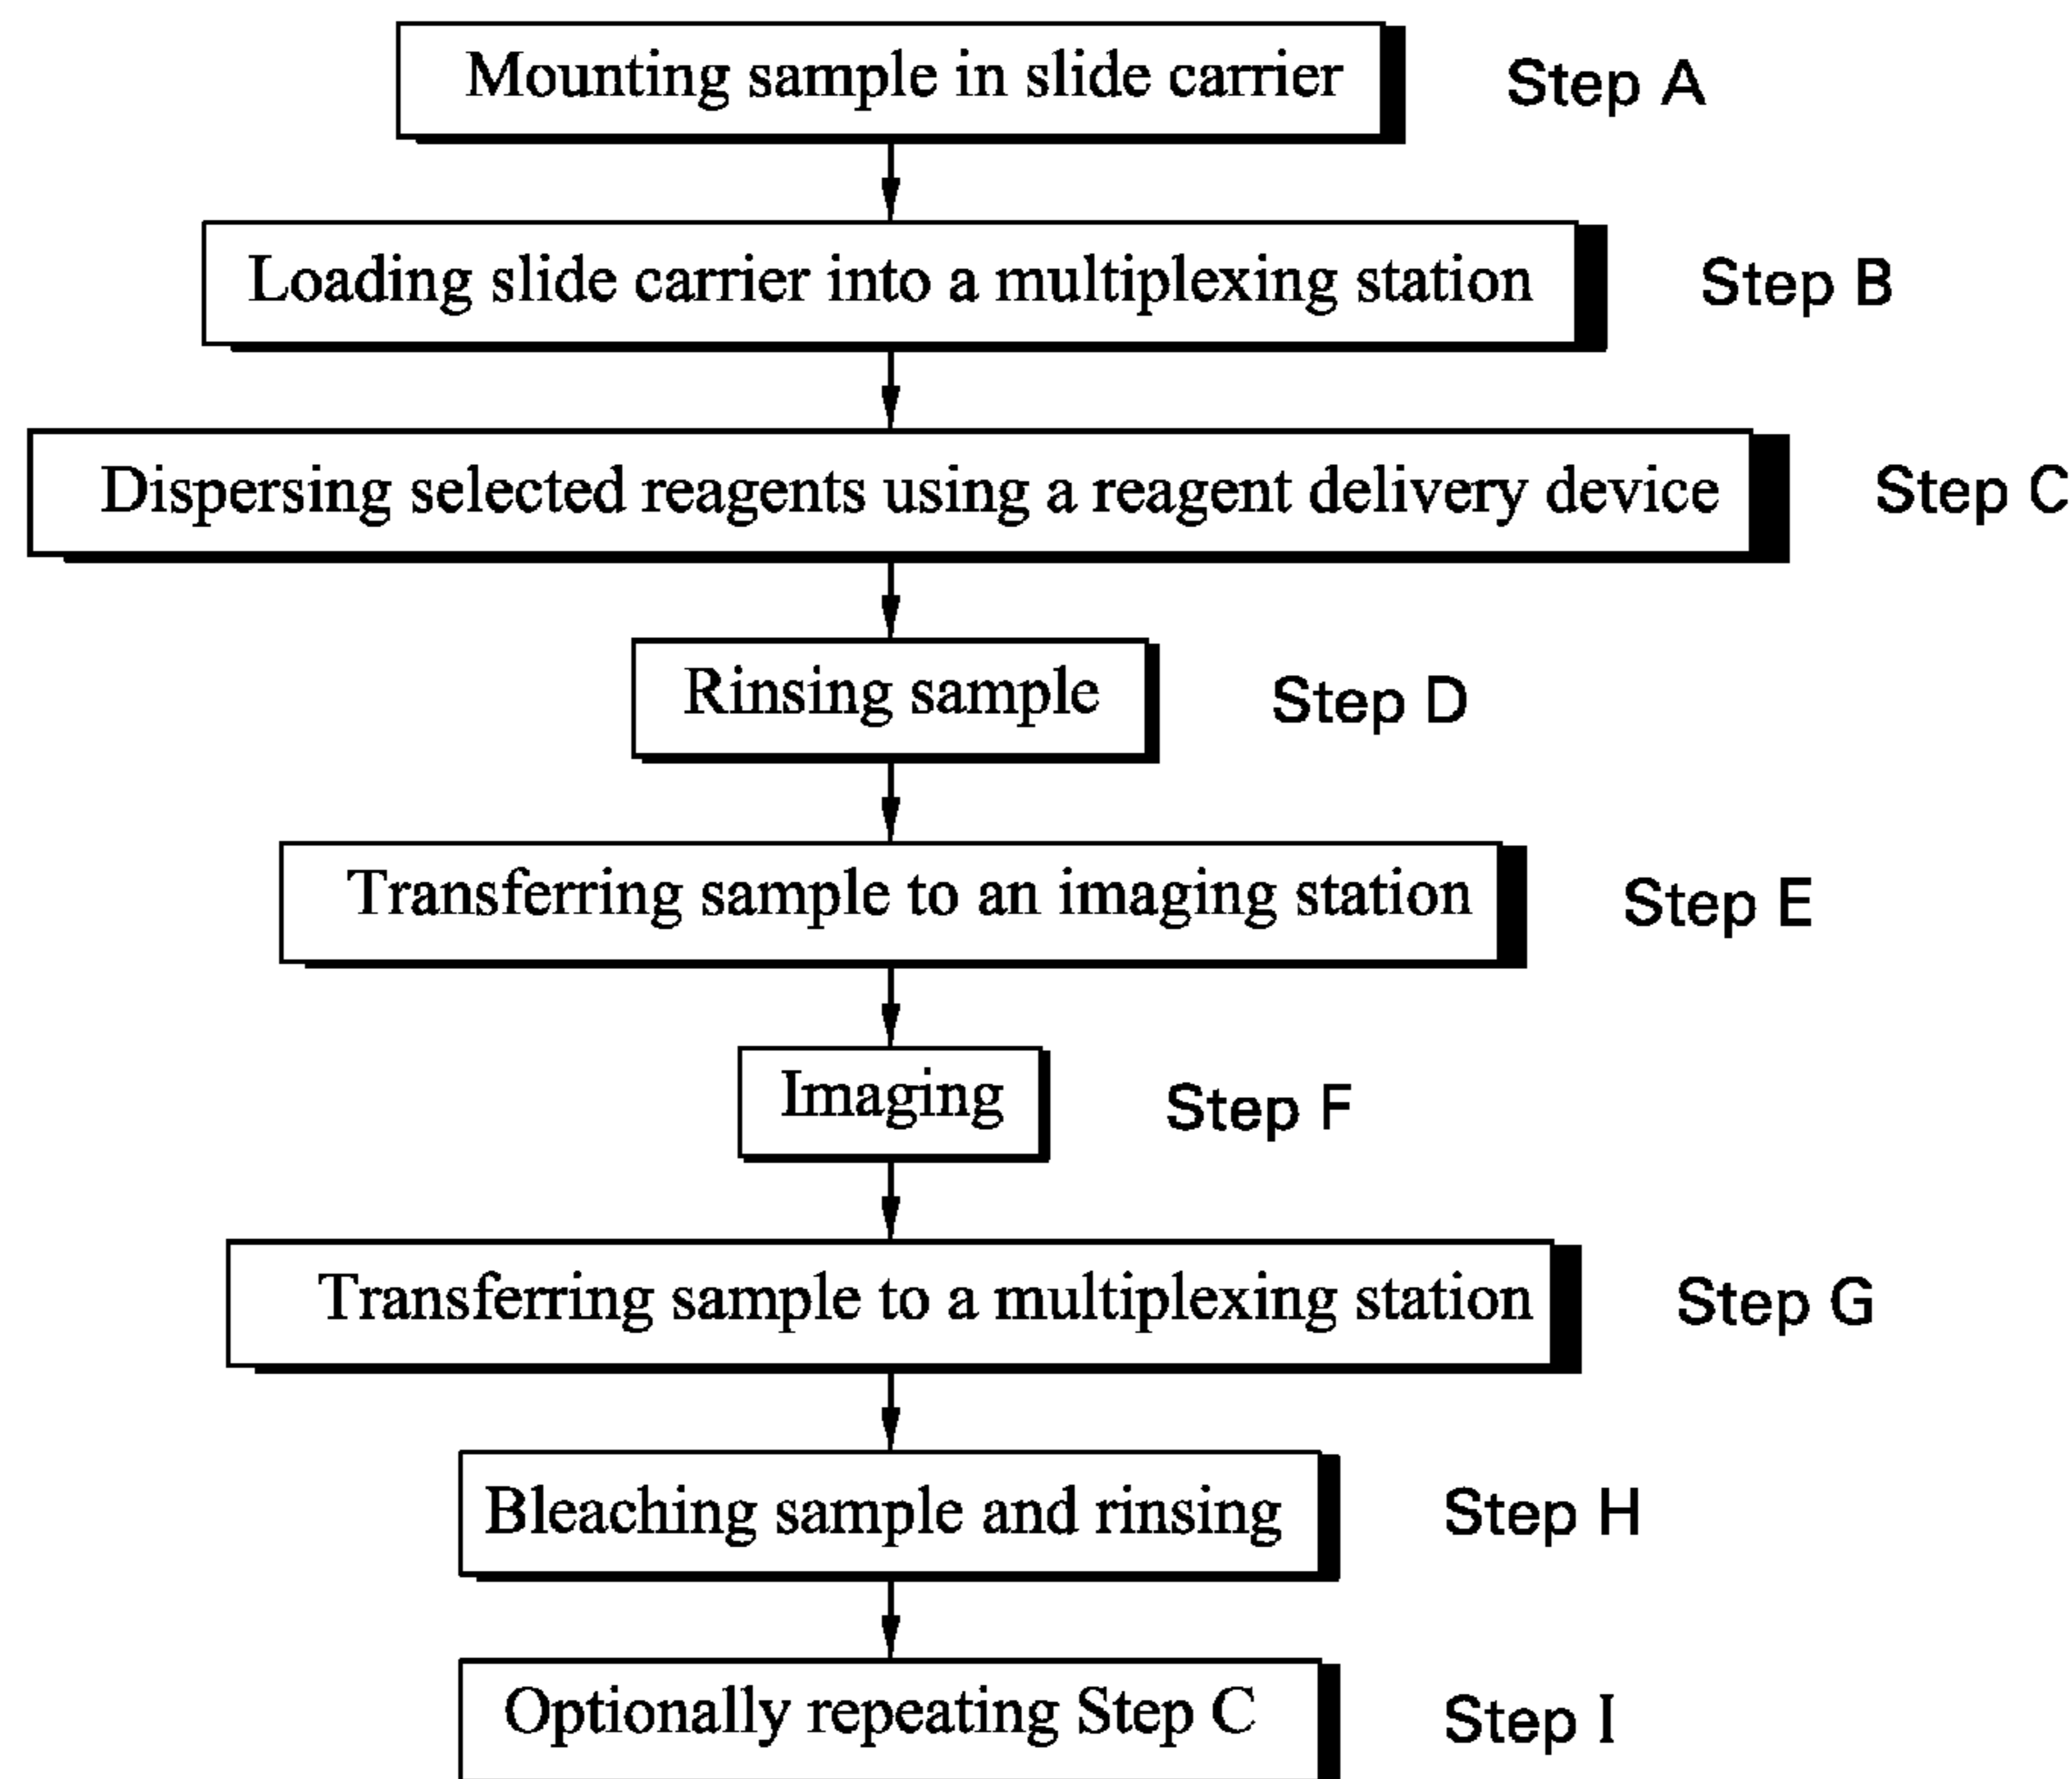 Mounting sample in slide carrier Step A
Loading slide carrier into a multiplexing station Step B
Dispersing selected reagents using a reagent delivery device Step C
Rinsing sample Step D
Transferring sample to an imaging station Step E
Imaging Step F
Transferring sample to a multiplexing station Step G
Bleaching sample and rinsing Step H
Optionally repeating Step C Step I